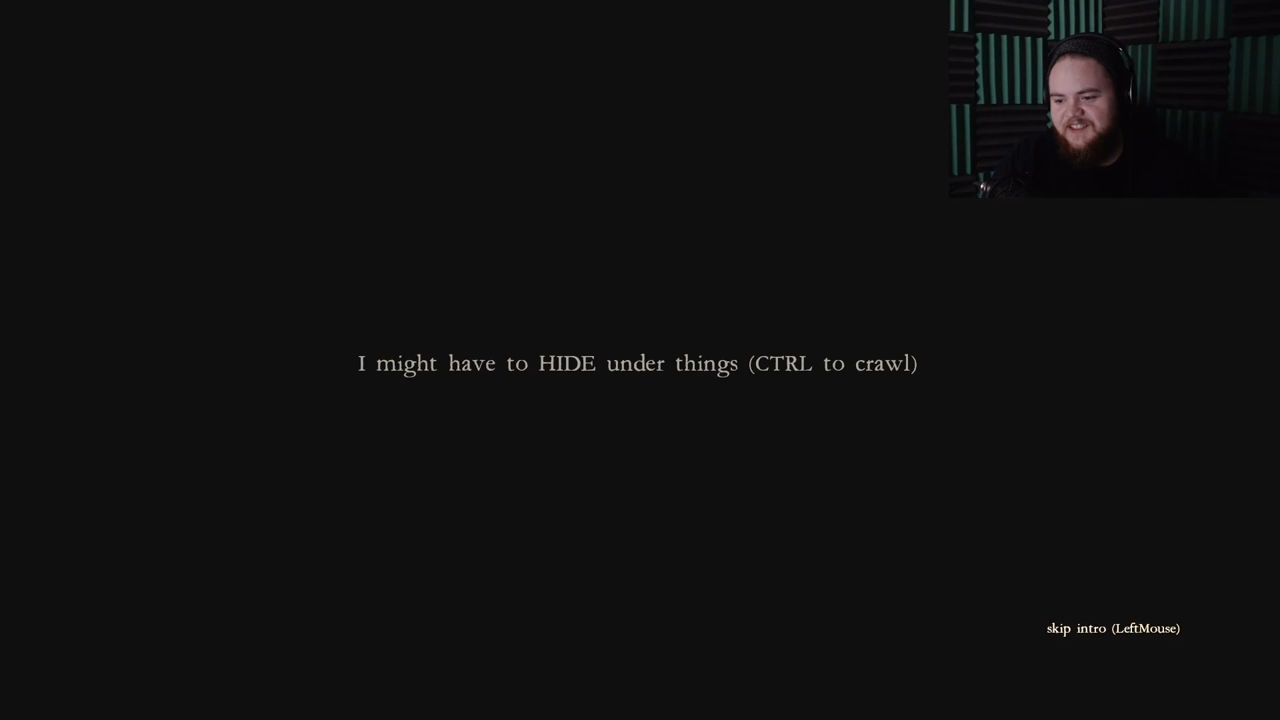 I might have to HIDE under things (CTRL to crawl)
skip intro (LeftMouse)